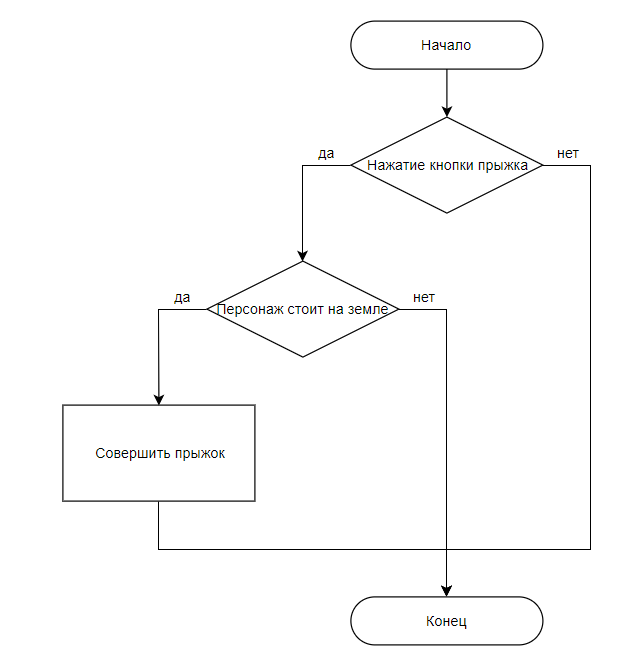 Начало
да
нет
Нажатие кнопки прыжка
да
нет
Персонаж стоит на земле
Совершить прыжок
Конец